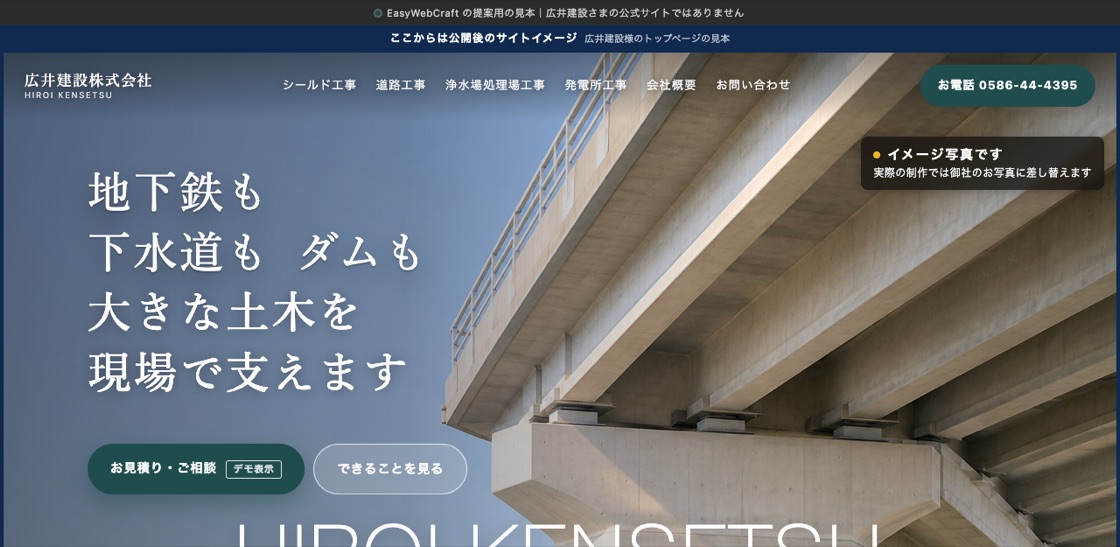 EasyWebCraft の提案用の見本｜広井建設さまの公式サイトではありません
ここからは公開後のサイトイメージ 広井建設様のトップページの見本
広井建設株式会社
HIROI KENSETSU
シールド工事 道路工事 浄水場処理場工事 発電所工事 会社概要 お問い合わせ
お電話 0586-44-4395
イメージ写真です
実際の制作では御社のお写真に差し替えます
地下鉄も
下水道も ダムも
大きな土木を
現場で支えます
お見積り・ご相談 デモ表示
できることを見る
HIROI KENSETSU